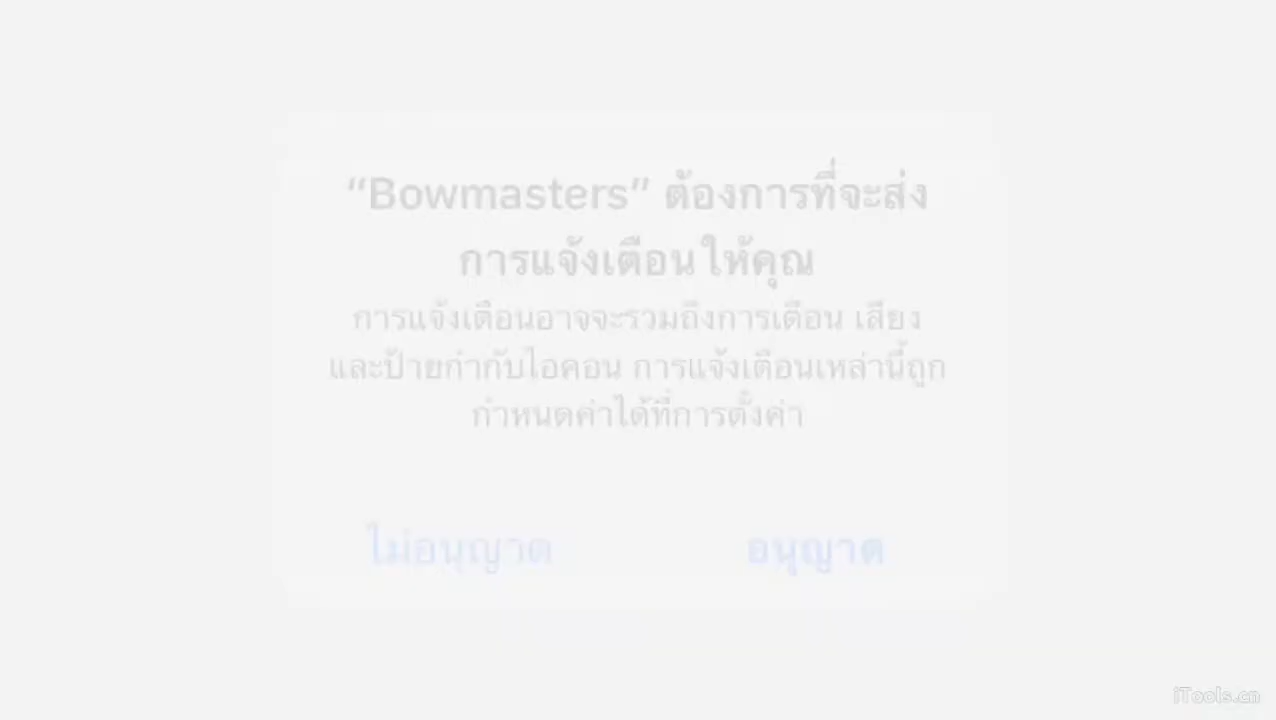 “Bowmasters” ต้องการที่จะส่ง
การแจ้งเตือนให้คุณ
การแจ้งเตือนอาจจะรวมถึงการเตือน เสียง
และป้ายกำกับไอคอน การแจ้งเตือนเหล่านี้ถูก
กำหนดค่าได้ที่การตั้งค่า
ไม่อนุญาต อนุญาต
iTools.cn